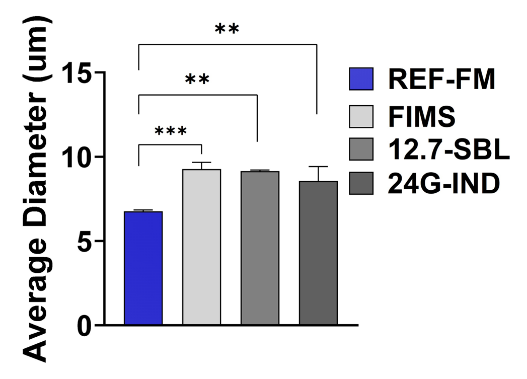 Average Diameter (um)
15
10
5
0
**
**
***
REF-FM
FIMS
12.7-SBL
24G-IND